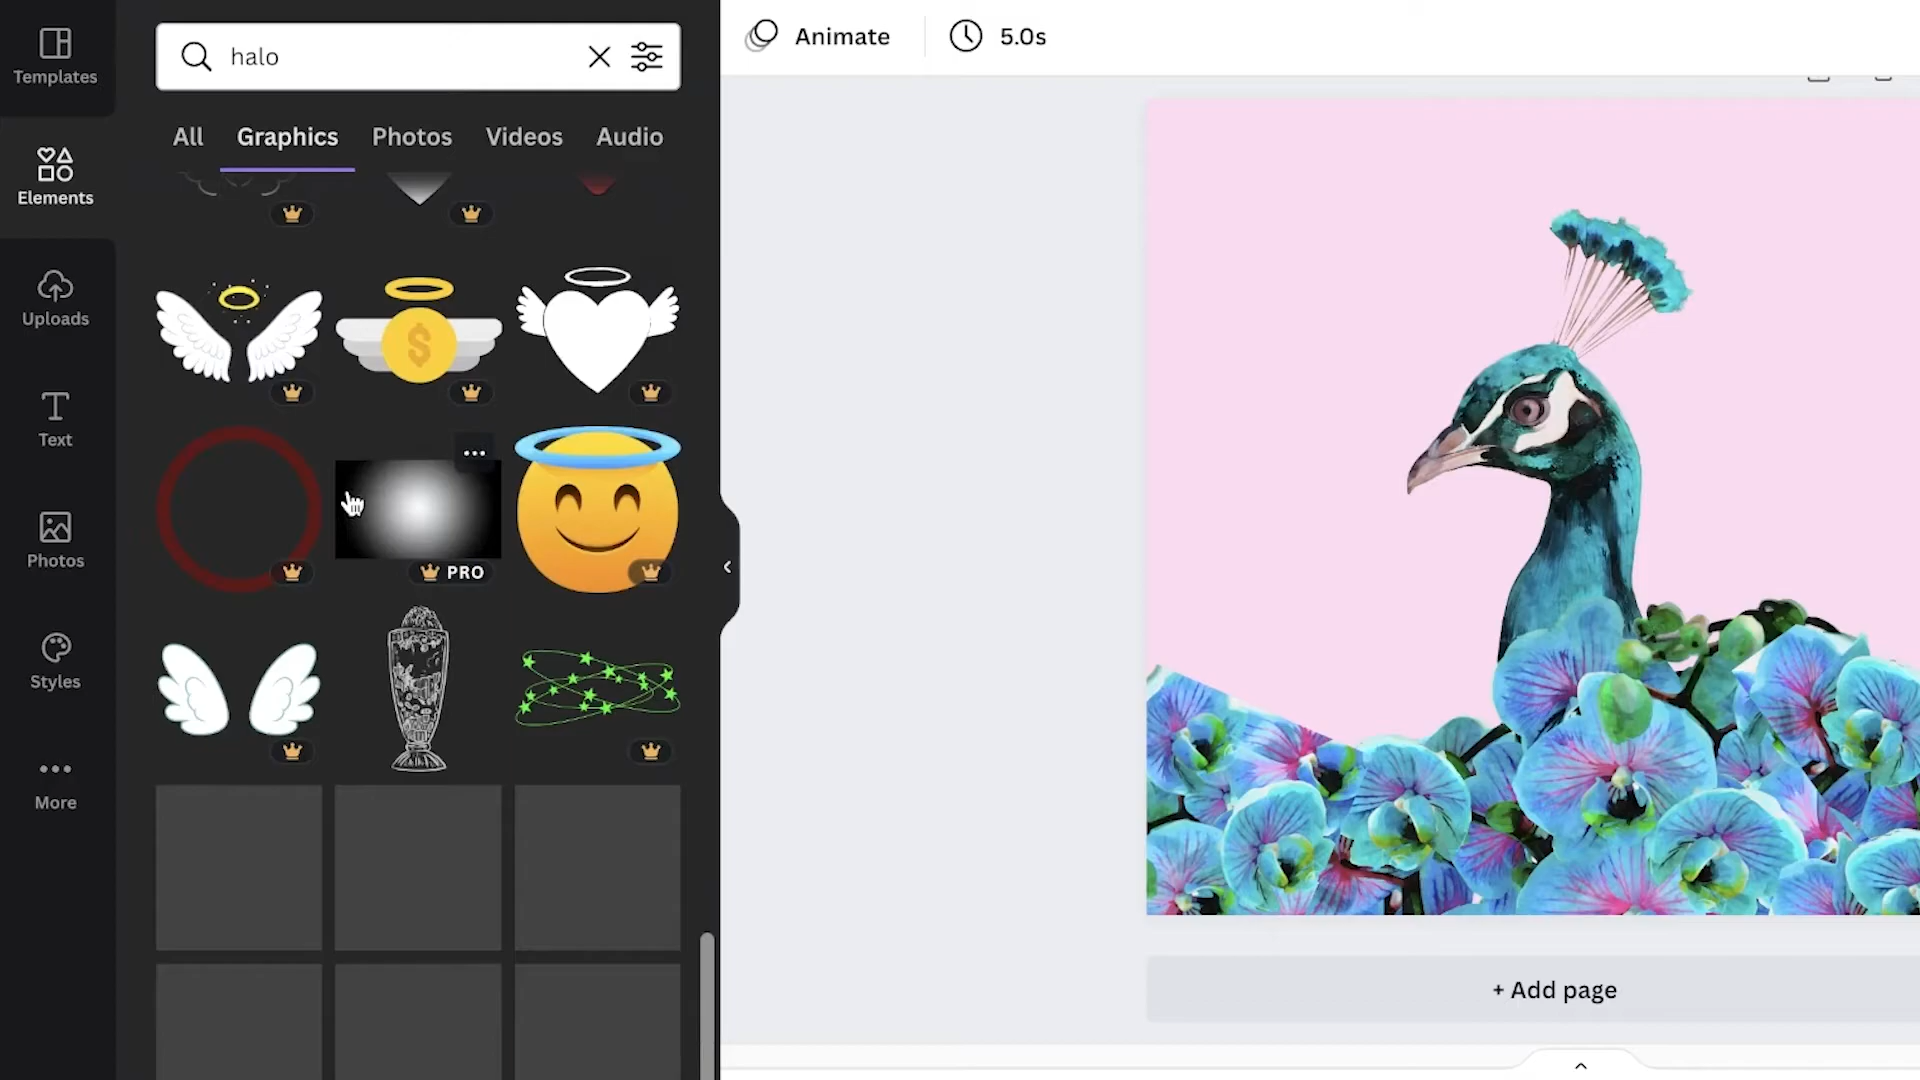 Templates
Elements
Uploads
Text
Photos
Styles
More
halo
All Graphics Photos Videos Audio
$
PRO
Animate 5.0s
+ Add page